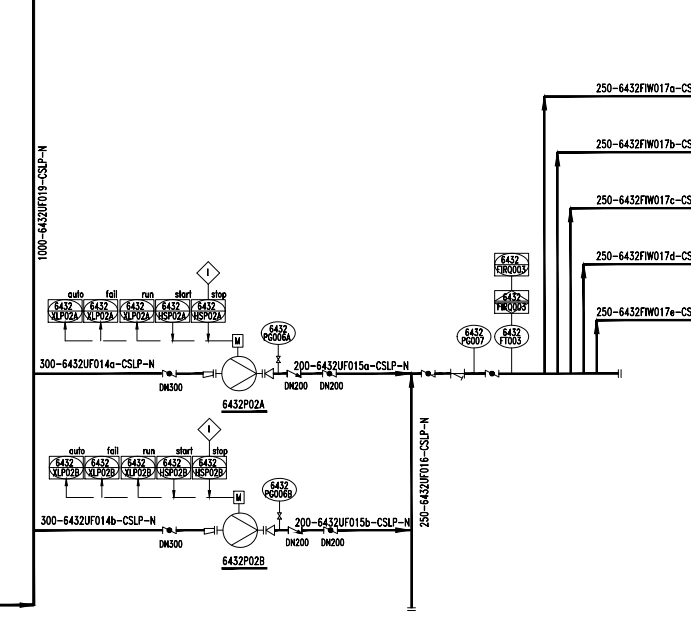 250-6432FIW017a-CS
250-6432FIW017b-CS
250-6432FIW017c-CS
250-6432FIW017d-CS
250-6432FIW017e-CS
1000-6432UF019-CSLP-N
6432
FIRQ003
6432
FIRQ003
6432
PG007
6432
FT003
I
auto fail run start stop
6432 6432 6432 6432 6432
XLP02A XLP02A XLP02A HSP02A HSP02A
M
6432
PG006A
300-6432UF014a-CSLP-N
200-6432UF015a-CSLP-N
DN300
DN200 DN200
6432P02A
I
auto fail run start stop
6432 6432 6432 6432 6432
XLP02B XLP02B XLP02B HSP02B HSP02B
M
6432
PG006B
300-6432UF014b-CSLP-N
200-6432UF015b-CSLP-N
DN300
DN200 DN200
6432P02B
250-6432UF016-CSLP-N